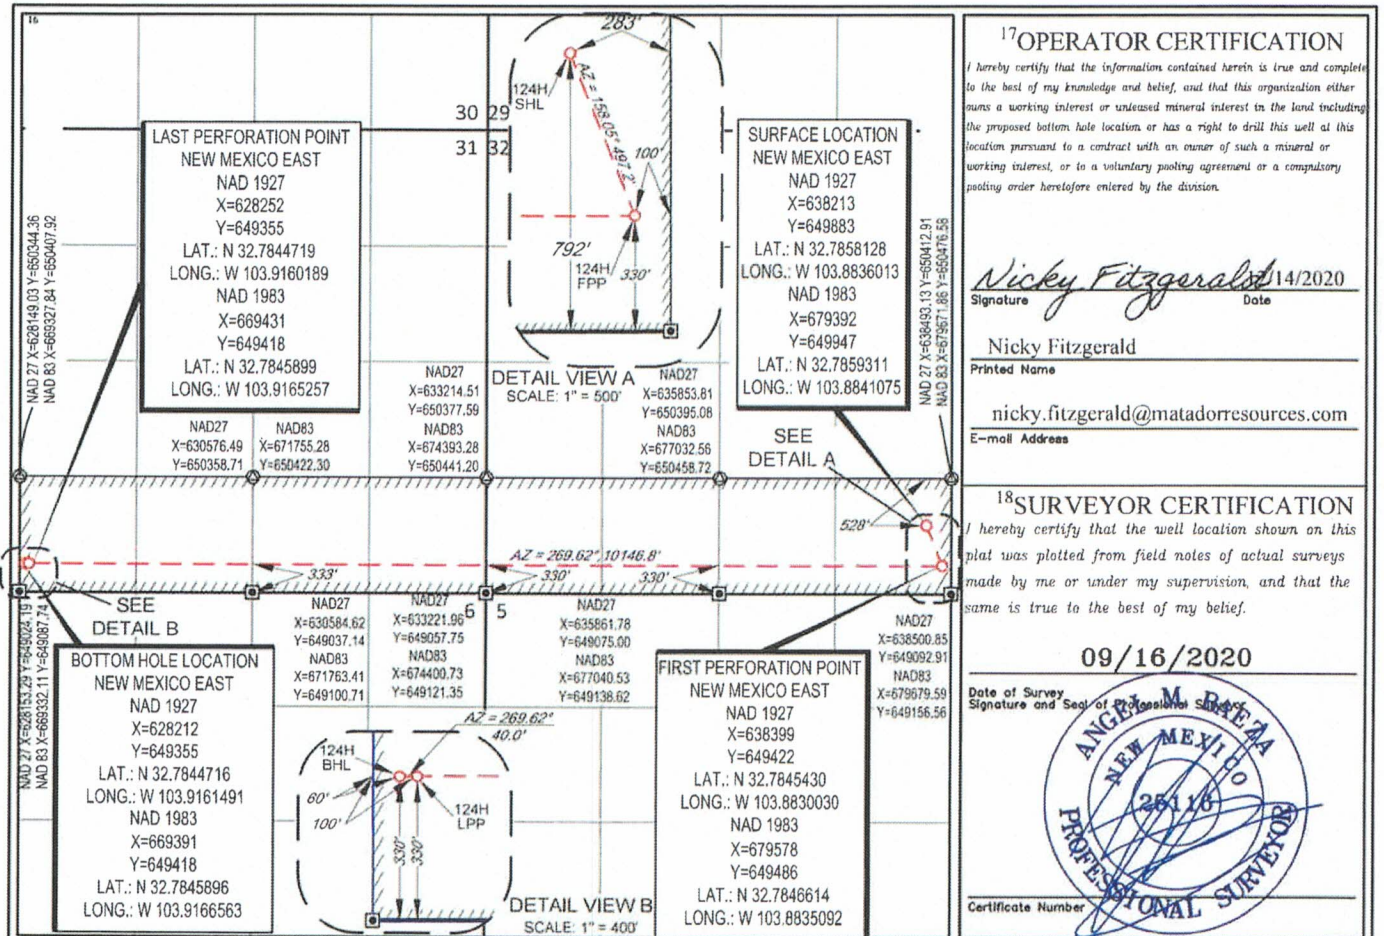 16
30 29
31 32
LAST PERFORATION POINT
NEW MEXICO EAST
NAD 1927
X=628252
Y=649355
LAT.: N 32.7844719
LONG.: W 103.9160189
NAD 1983
X=669431
Y=649418
LAT.: N 32.7845899
LONG.: W 103.9165257
NAD 27 X=628149.03 Y=650344.36
NAD 83 X=669327.84 Y=650407.92
283'
124H
SHL
AZ = 158.05° 497.2'
100'
792'
124H
FPP
330'
DETAIL VIEW A
SCALE: 1" = 500'
SURFACE LOCATION
NEW MEXICO EAST
NAD 1927
X=638213
Y=649883
LAT.: N 32.7858128
LONG.: W 103.8836013
NAD 1983
X=679392
Y=649947
LAT.: N 32.7859311
LONG.: W 103.8841075
NAD 27 X=638493.13 Y=650412.91
NAD 83 X=679671.86 Y=650476.58
NAD27
X=630576.49
Y=650358.71
NAD83
X=671755.28
Y=650422.30
NAD27
X=633214.51
Y=650377.59
NAD83
X=674393.28
Y=650441.20
NAD27
X=635853.81
Y=650395.08
NAD83
X=677032.56
Y=650458.72
SEE
DETAIL A
528'
AZ = 269.62°, 10146.8'
333'
330'
330'
6 5
SEE
DETAIL B
NAD 27 X=628153.29 Y=649024.19
NAD 83 X=669332.11 Y=649087.74
NAD27
X=630584.62
Y=649037.14
NAD83
X=671763.41
Y=649100.71
NAD27
X=633221.96
Y=649057.75
NAD83
X=674400.73
Y=649121.35
NAD27
X=635861.78
Y=649075.00
NAD83
X=677040.53
Y=649138.62
NAD27
X=638500.85
Y=649092.91
NAD83
X=679679.59
Y=649156.56
BOTTOM HOLE LOCATION
NEW MEXICO EAST
NAD 1927
X=628212
Y=649355
LAT.: N 32.7844716
LONG.: W 103.9161491
NAD 1983
X=669391
Y=649418
LAT.: N 32.7845896
LONG.: W 103.9166563
AZ = 269.62°
40.0'
124H
BHL
60'
100'
124H
LPP
330'
330'
DETAIL VIEW B
SCALE: 1" = 400'
FIRST PERFORATION POINT
NEW MEXICO EAST
NAD 1927
X=638399
Y=649422
LAT.: N 32.7845430
LONG.: W 103.8830030
NAD 1983
X=679578
Y=649486
LAT.: N 32.7846614
LONG.: W 103.8835092
17OPERATOR CERTIFICATION
I hereby certify that the information contained herein is true and complete
to the best of my knowledge and belief, and that this organization either
owns a working interest or unleased mineral interest in the land including
the proposed bottom hole location or has a right to drill this well at this
location pursuant to a contract with an owner of such a mineral or
working interest, or to a voluntary pooling agreement or a compulsory
pooling order heretofore entered by the division.
Nicky Fitzgerald /14/2020
Signature Date
Nicky Fitzgerald
Printed Name
nicky.fitzgerald@matadorresources.com
E-mail Address
18SURVEYOR CERTIFICATION
I hereby certify that the well location shown on this
plat was plotted from field notes of actual surveys
made by me or under my supervision, and that the
same is true to the best of my belief.
09/16/2020
Date of Survey
Signature and Seal of Professional Surveyor
ANGEL M. BAEZA
NEW MEXICO
25116
PROFESSIONAL SURVEYOR
Certificate Number